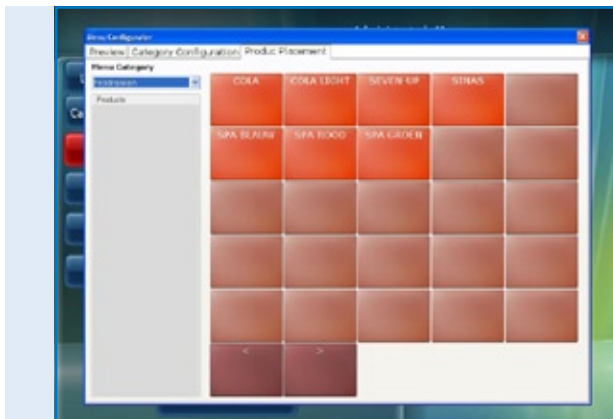 Menu Configurator
Preview Category Configuration Product Placement
Menu Category
Products
COLA COLA LIGHT SEVEN-UP SINAS
SPA BLAUW SPA ROOD SPA GROEN
< >